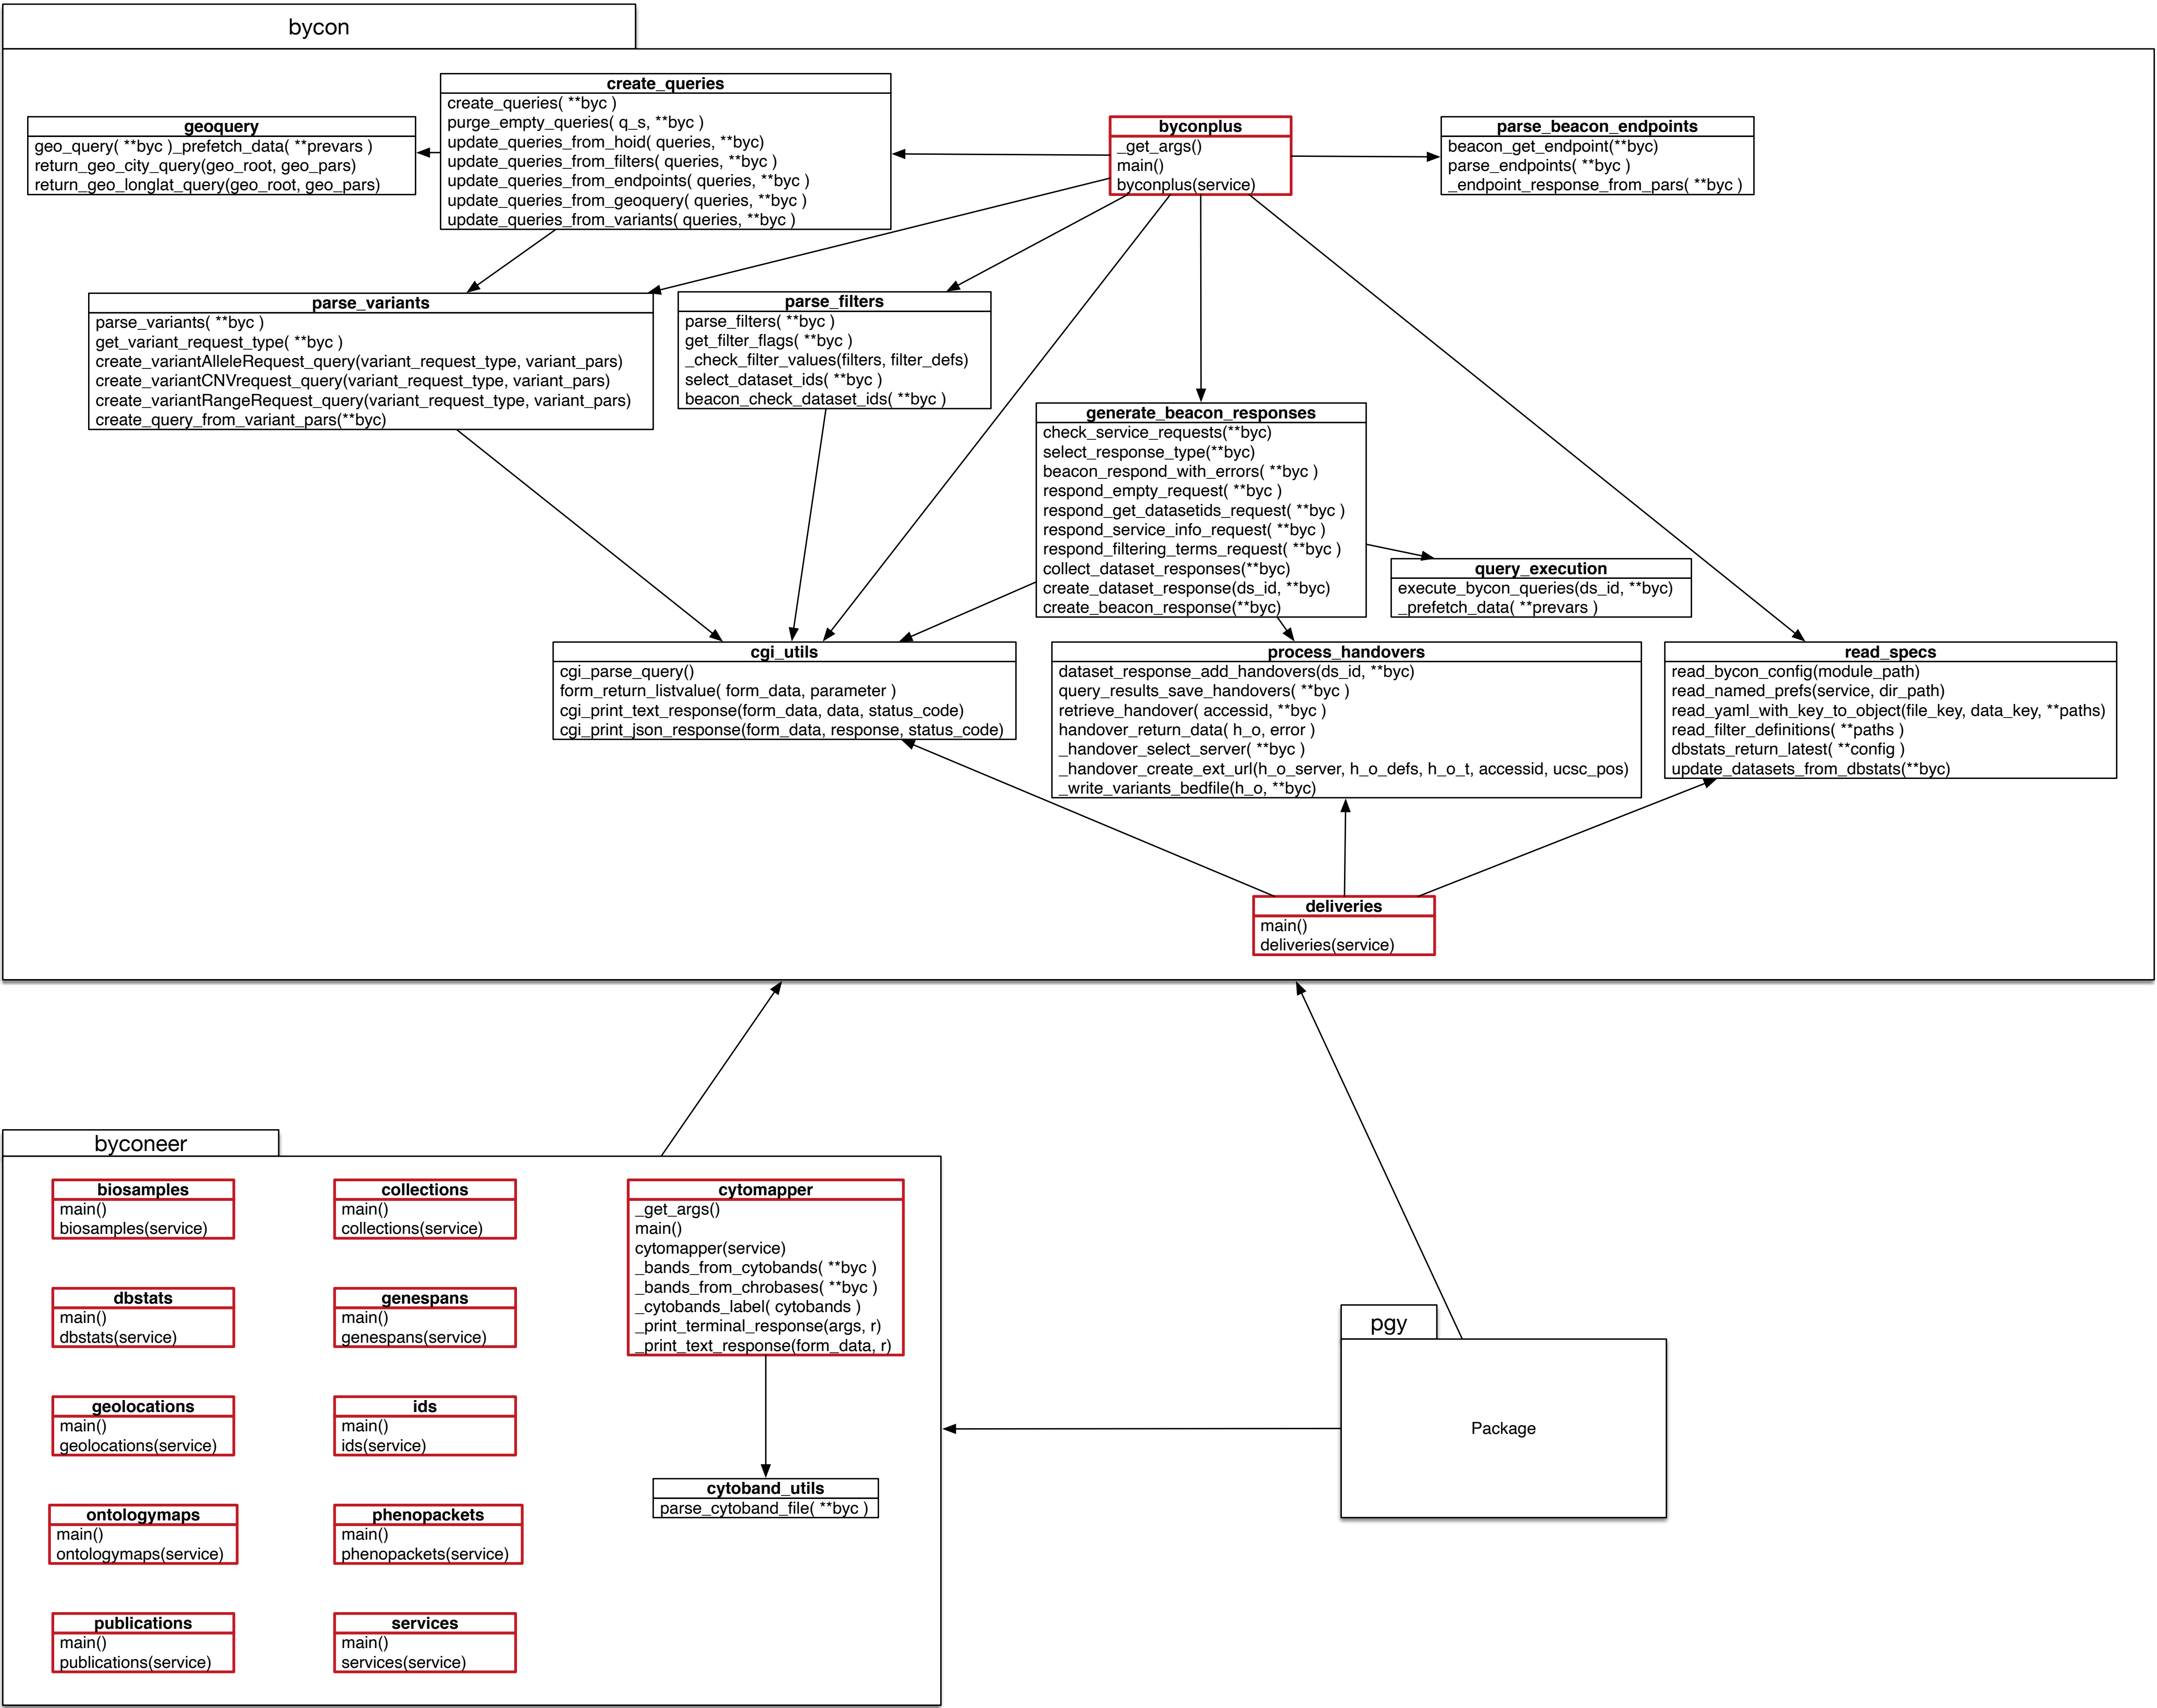 bycon
create_queries
create_queries( **byc )
purge_empty_queries( q_s, **byc )
update_queries_from_hoid( queries, **byc)
update_queries_from_filters( queries, **byc )
update_queries_from_endpoints( queries, **byc )
update_queries_from_geoquery( queries, **byc )
update_queries_from_variants( queries, **byc )
geoquery
geo_query( **byc )_prefetch_data( **prevars )
return_geo_city_query(geo_root, geo_pars)
return_geo_longlat_query(geo_root, geo_pars)
byconplus
_get_args()
main()
byconplus(service)
parse_beacon_endpoints
beacon_get_endpoint(**byc)
parse_endpoints( **byc )
_endpoint_response_from_pars( **byc )
parse_variants
parse_variants( **byc )
get_variant_request_type( **byc )
create_variantAlleleRequest_query(variant_request_type, variant_pars)
create_variantCNVrequest_query(variant_request_type, variant_pars)
create_variantRangeRequest_query(variant_request_type, variant_pars)
create_query_from_variant_pars(**byc)
parse_filters
parse_filters( **byc )
get_filter_flags( **byc )
_check_filter_values(filters, filter_defs)
select_dataset_ids( **byc )
beacon_check_dataset_ids( **byc )
generate_beacon_responses
check_service_requests(**byc)
select_response_type(**byc)
beacon_respond_with_errors( **byc )
respond_empty_request( **byc )
respond_get_datasetids_request( **byc )
respond_service_info_request( **byc )
respond_filtering_terms_request( **byc )
collect_dataset_responses(**byc)
create_dataset_response(ds_id, **byc)
create_beacon_response(**byc)
query_execution
execute_bycon_queries(ds_id, **byc)
_prefetch_data( **prevars )
cgi_utils
cgi_parse_query()
form_return_listvalue( form_data, parameter )
cgi_print_text_response(form_data, data, status_code)
cgi_print_json_response(form_data, response, status_code)
process_handovers
dataset_response_add_handovers(ds_id, **byc)
query_results_save_handovers( **byc )
retrieve_handover( accessid, **byc )
handover_return_data( h_o, error )
_handover_select_server( **byc )
_handover_create_ext_url(h_o_server, h_o_defs, h_o_t, accessid, ucsc_pos)
_write_variants_bedfile(h_o, **byc)
read_specs
read_bycon_config(module_path)
read_named_prefs(service, dir_path)
read_yaml_with_key_to_object(file_key, data_key, **paths)
read_filter_definitions( **paths )
dbstats_return_latest( **config )
update_datasets_from_dbstats(**byc)
deliveries
main()
deliveries(service)
byconeer
biosamples
main()
biosamples(service)
collections
main()
collections(service)
cytomapper
_get_args()
main()
cytomapper(service)
_bands_from_cytobands( **byc )
_bands_from_chrobases( **byc )
_cytobands_label( cytobands )
_print_terminal_response(args, r)
_print_text_response(form_data, r)
dbstats
main()
dbstats(service)
genespans
main()
genespans(service)
geolocations
main()
geolocations(service)
ids
main()
ids(service)
cytoband_utils
parse_cytoband_file( **byc )
ontologymaps
main()
ontologymaps(service)
phenopackets
main()
phenopackets(service)
publications
main()
publications(service)
services
main()
services(service)
pgy
Package